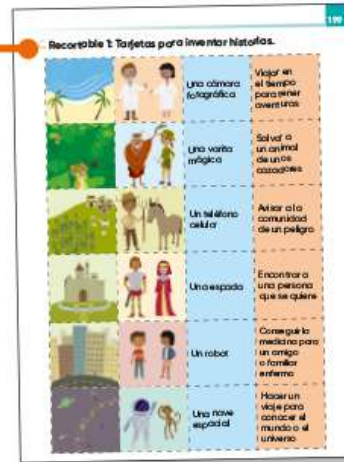 199
Recortable 1: Tarjetas para inventar historias.
Una cámara
fotográfica
Viajar en
el tiempo
para tener
aventuras
Una varita
mágica
Salvar a
un animal
de unos
cazadores
Un teléfono
celular
Avisar a la
comunidad
de un peligro
Una espada
Encontrar a
una persona
que se quiere
Un robot
Conseguir la
medicina para
un amigo
o familiar
enfermo
Una nave
espacial
Hacer un
viaje para
conocer el
mundo o el
universo